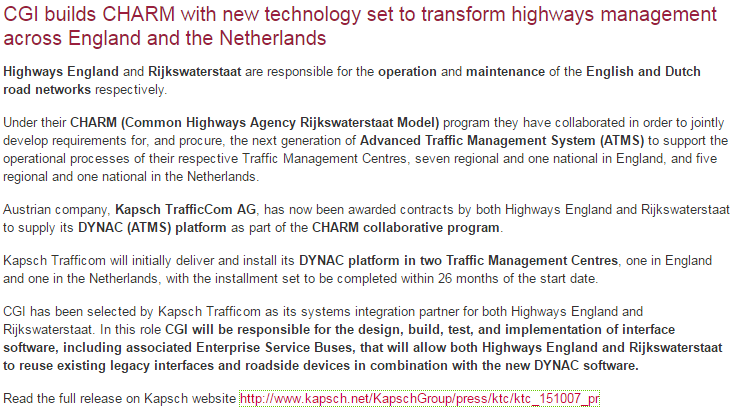 CGI builds CHARM with new technology set to transform highways management
across England and the Netherlands
Highways England and Rijkswaterstaat are responsible for the operation and maintenance of the English and Dutch
road networks respectively.
Under their CHARM (Common Highways Agency Rijkswaterstaat Model) program they have collaborated in order to jointly
develop requirements for, and procure, the next generation of Advanced Traffic Management System (ATMS) to support the
operational processes of their respective Traffic Management Centres, seven regional and one national in England, and five
regional and one national in the Netherlands.
Austrian company, Kapsch TrafficCom AG, has now been awarded contracts by both Highways England and Rijkswaterstaat
to supply its DYNAC (ATMS) platform as part of the CHARM collaborative program.
Kapsch Trafficom will initially deliver and install its DYNAC platform in two Traffic Management Centres, one in England
and one in the Netherlands, with the installment set to be completed within 26 months of the start date.
CGI has been selected by Kapsch Trafficom as its systems integration partner for both Highways England and
Rijkswaterstaat. In this role CGI will be responsible for the design, build, test, and implementation of interface
software, including associated Enterprise Service Buses, that will allow both Highways England and Rijkswaterstaat
to reuse existing legacy interfaces and roadside devices in combination with the new DYNAC software.
Read the full release on Kapsch website http://www.kapsch.net/KapschGroup/press/ktc/ktc_151007_pr